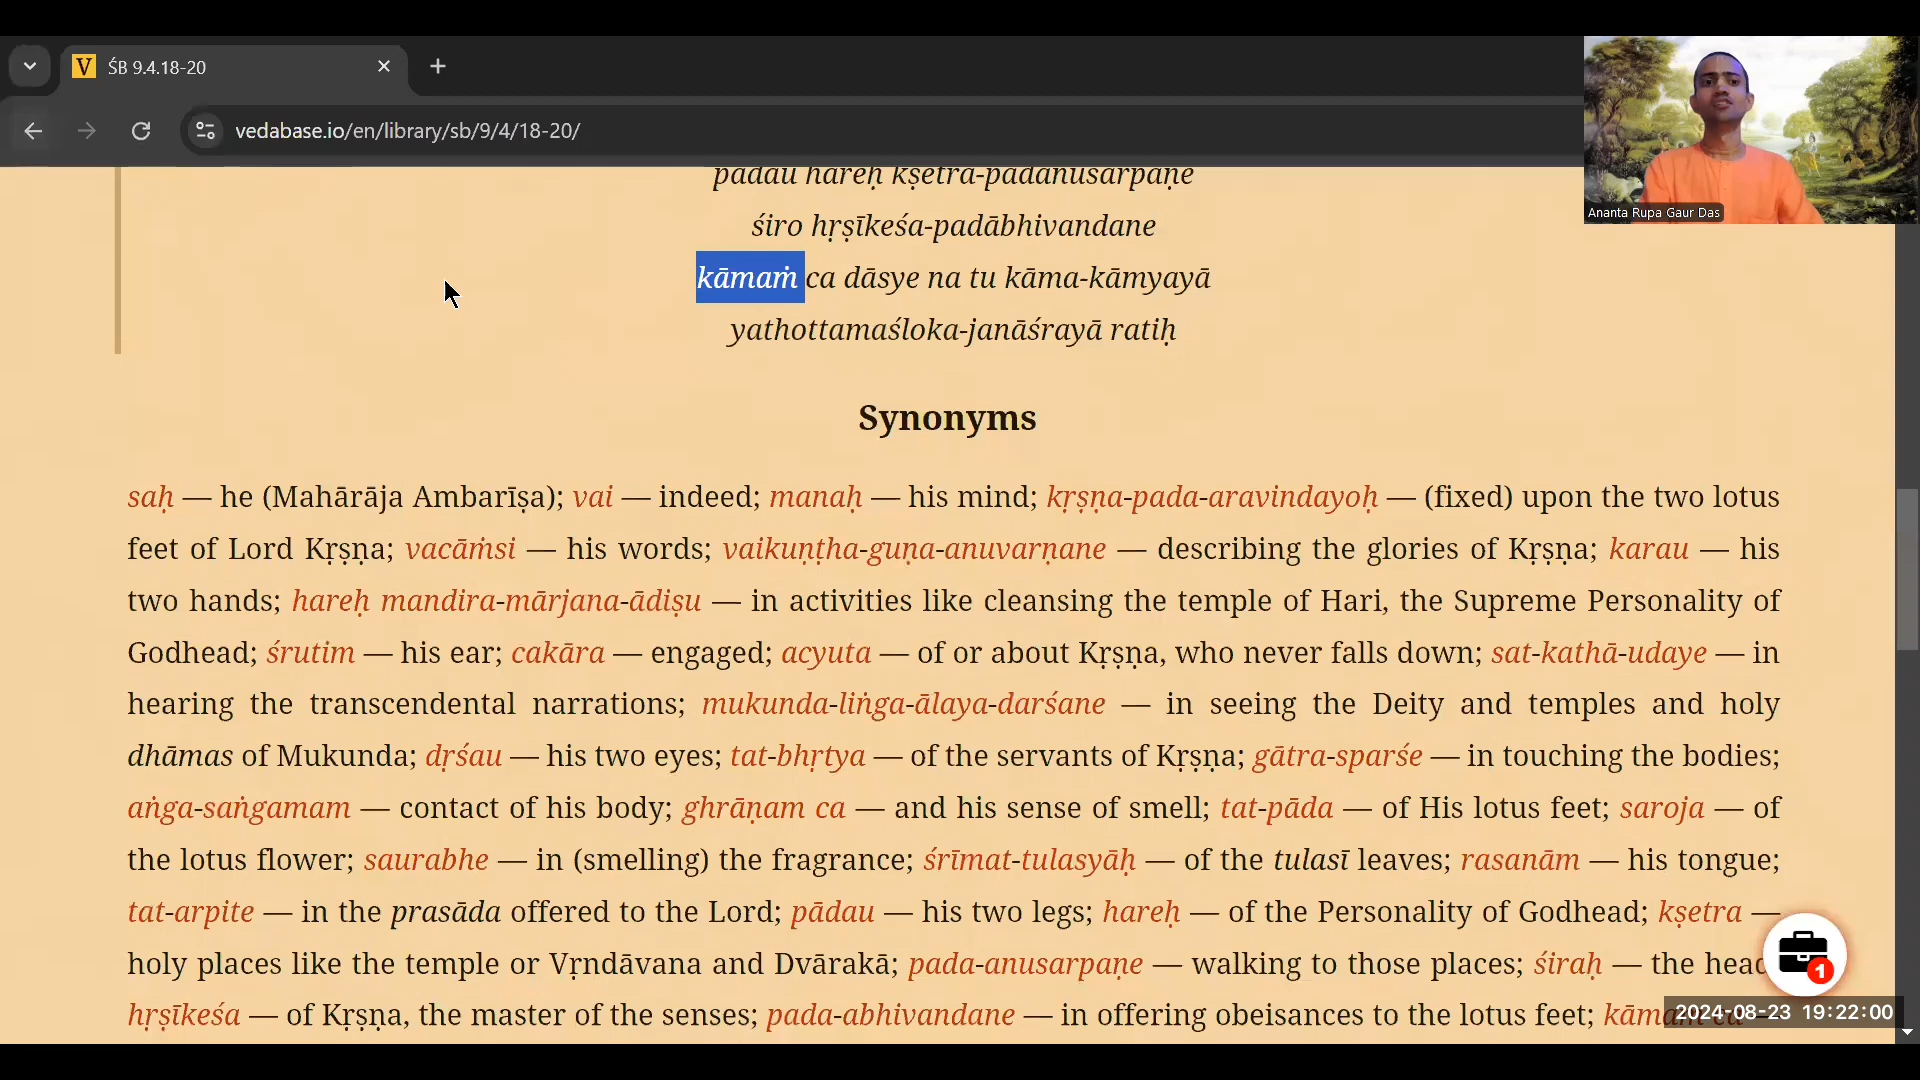 ŚB 9.4.18-20
vedabase.io/en/library/sb/9/4/18-20/
Ananta Rupa Gaur Das
pādau hareḥ kṣetra-padānusarpaṇe
śiro hṛṣīkeśa-padābhivandane
kāmaṁ ca dāsye na tu kāma-kāmyayā
yathottamaśloka-janāśrayā ratiḥ
Synonyms
saḥ — he (Mahārāja Ambarīṣa); vai — indeed; manaḥ — his mind; kṛṣṇa-pada-aravindayoḥ — (fixed) upon the two lotus
feet of Lord Kṛṣṇa; vacāṁsi — his words; vaikuṇṭha-guṇa-anuvarṇane — describing the glories of Kṛṣṇa; karau — his
two hands; hareḥ mandira-mārjana-ādiṣu — in activities like cleansing the temple of Hari, the Supreme Personality of
Godhead; śrutim — his ear; cakāra — engaged; acyuta — of or about Kṛṣṇa, who never falls down; sat-kathā-udaye — in
hearing the transcendental narrations; mukunda-liṅga-ālaya-darśane — in seeing the Deity and temples and holy
dhāmas of Mukunda; dṛśau — his two eyes; tat-bhṛtya — of the servants of Kṛṣṇa; gātra-sparśe — in touching the bodies;
aṅga-saṅgamam — contact of his body; ghrāṇam ca — and his sense of smell; tat-pāda — of His lotus feet; saroja — of
the lotus flower; saurabhe — in (smelling) the fragrance; śrīmat-tulasyāḥ — of the tulasī leaves; rasanām — his tongue;
tat-arpite — in the prasāda offered to the Lord; pādau — his two legs; hareḥ — of the Personality of Godhead; kṣetra —
holy places like the temple or Vṛndāvana and Dvārakā; pada-anusarpaṇe — walking to those places; śiraḥ — the head
1
hṛṣīkeśa — of Kṛṣṇa, the master of the senses; pada-abhivandane — in offering obeisances to the lotus feet;
2024-08-23 19:22:00